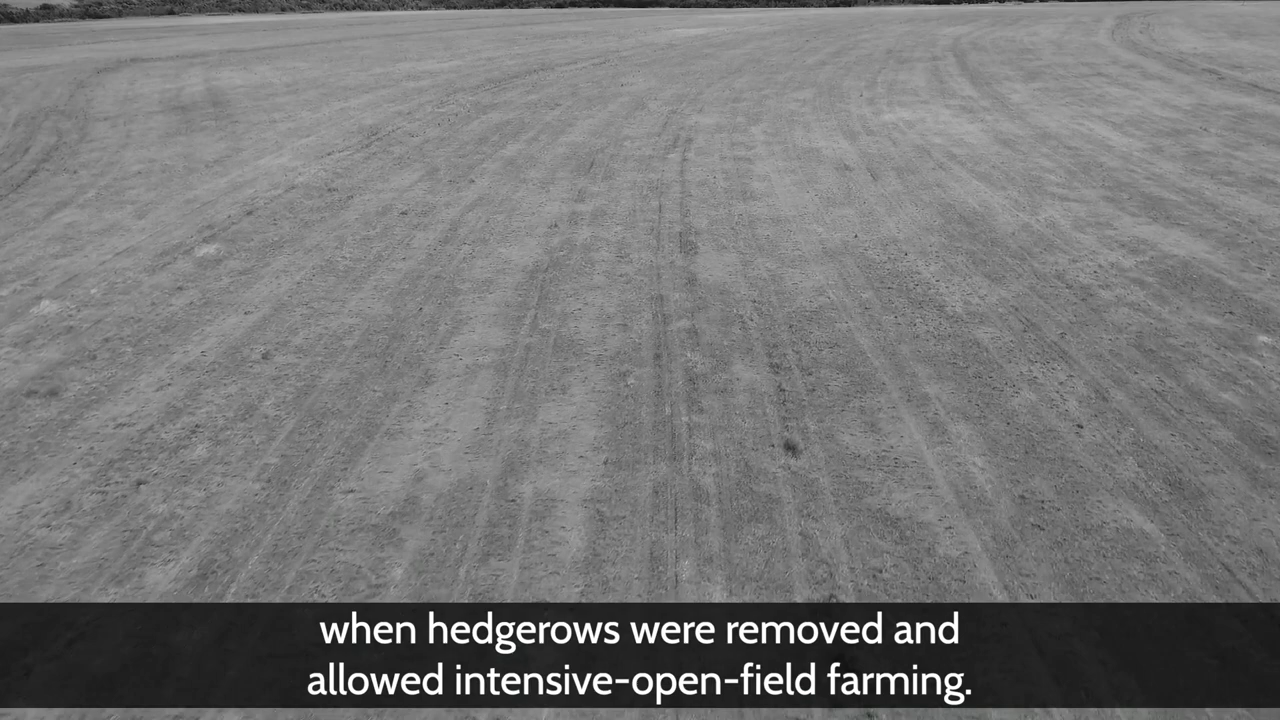 when hedgerows were removed and
allowed intensive-open-field farming.